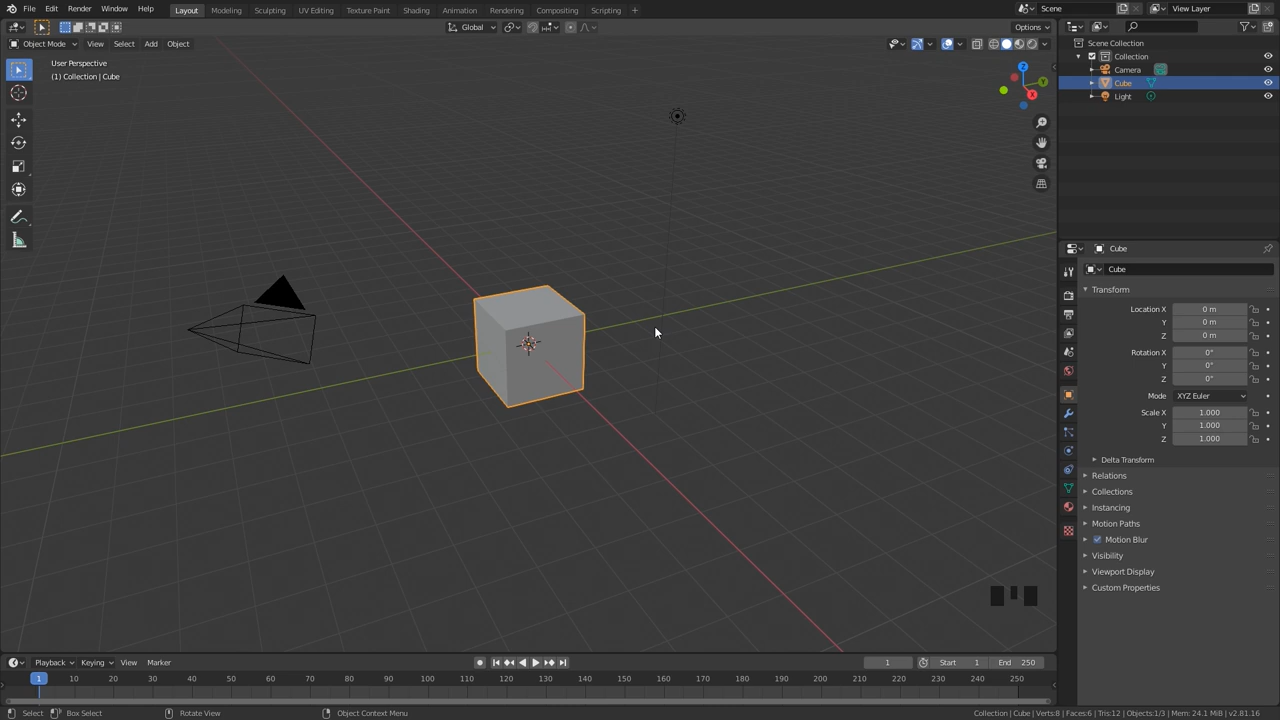 File Edit Render Window Help Layout Modeling Sculpting UV Editing Texture Paint Shading Animation Rendering Compositing Scripting + Scene View Layer
Global Options
Object Mode View Select Add Object
User Perspective
(1) Collection | Cube
Z
Y
X
Scene Collection
Collection
Camera
Cube
Light
Cube
Cube
Transform
Location X 0 m
Y 0 m
Z 0 m
Rotation X 0°
Y 0°
Z 0°
Mode XYZ Euler
Scale X 1.000
Y 1.000
Z 1.000
Delta Transform
Relations
Collections
Instancing
Motion Paths
Motion Blur
Visibility
Viewport Display
Custom Properties
Playback Keying View Marker 1 Start 1 End 250
1 10 20 30 40 50 60 70 80 90 100 110 120 130 140 150 160 170 180 190 200 210 220 230 240 250
Select Box Select Rotate View Object Context Menu Collection | Cube | Verts:8 | Faces:6 | Tris:12 | Objects:1/3 | Mem: 24.1 MiB | v2.81.16